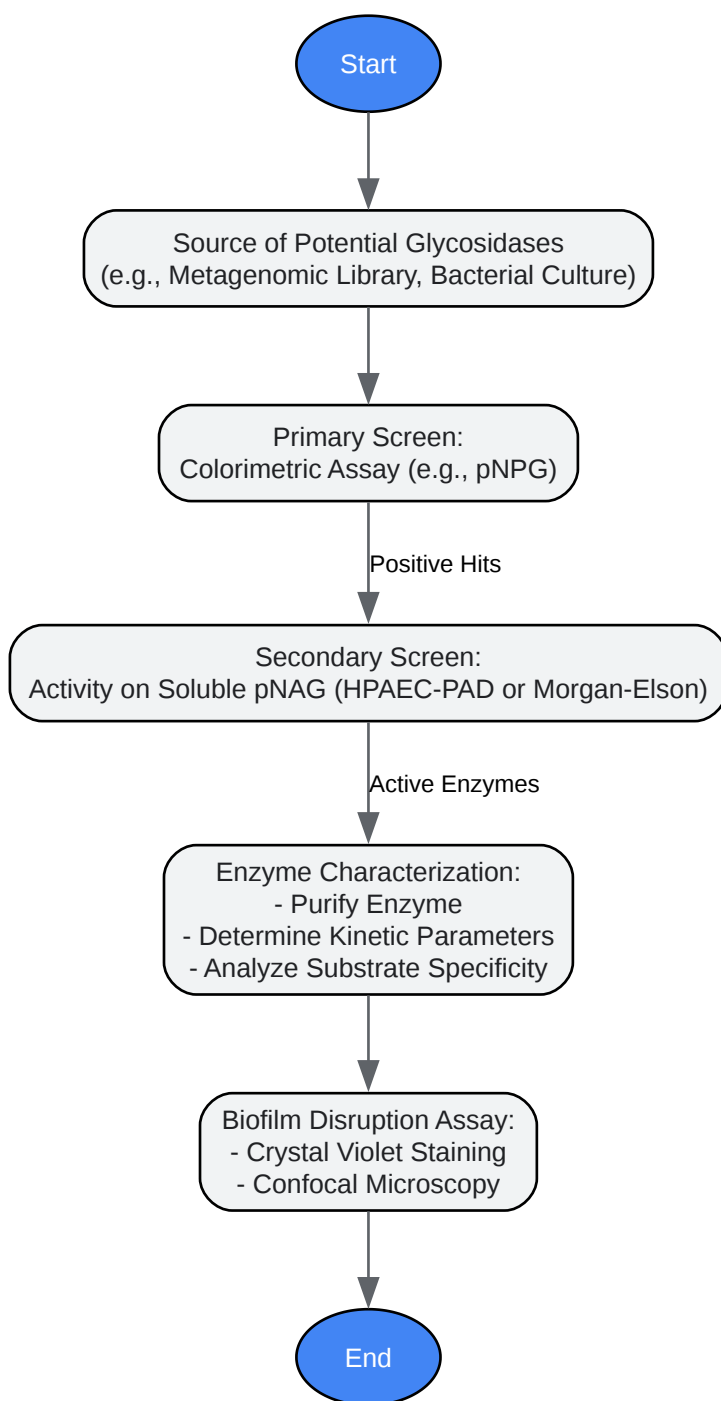 Start
Source of Potential Glycosidases
(e.g., Metagenomic Library, Bacterial Culture)
Primary Screen:
Colorimetric Assay (e.g., pNPG)
Positive Hits
Secondary Screen:
Activity on Soluble pNAG (HPAEC-PAD or Morgan-Elson)
Active Enzymes
Enzyme Characterization:
- Purify Enzyme
- Determine Kinetic Parameters
- Analyze Substrate Specificity
Biofilm Disruption Assay:
- Crystal Violet Staining
- Confocal Microscopy
End